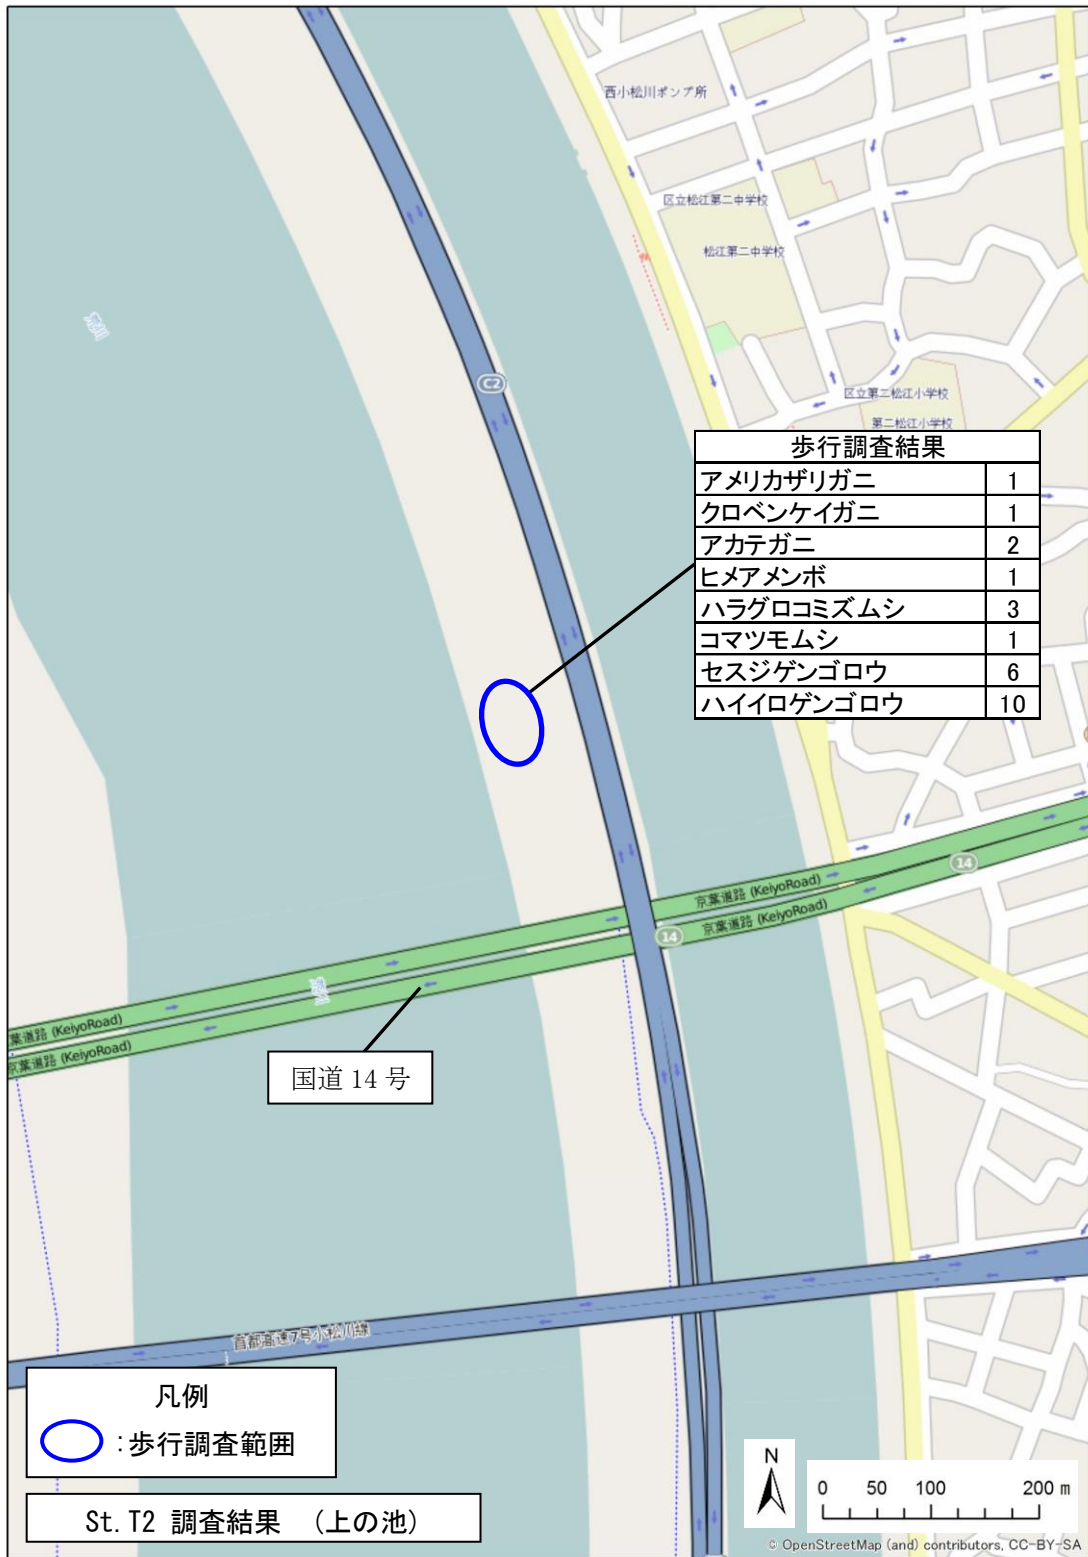 西小松川ポンプ所
区立松江第二中学校
松江第二中学校
荒川
C2
区立第二松江小学校
第二松江小学校
歩行調査結果
アメリカザリガニ 1
クロベンケイガニ 1
アカテガニ 2
ヒメアメンボ 1
ハラグロコミズムシ 3
コマツモムシ 1
セスジゲンゴロウ 6
ハイイロゲンゴロウ 10
14
京葉道路 (KeiyoRoad)
京葉道路 (KeiyoRoad)
14
荒川
葉道路 (KeiyoRoad)
京葉道路 (KeiyoRoad)
国道 14 号
首都高速7号小松川線
凡例
:歩行調査範囲
St. T2 調査結果 （上の池）
N
0 50 100 200 m
© OpenStreetMap (and) contributors, CC-BY-SA